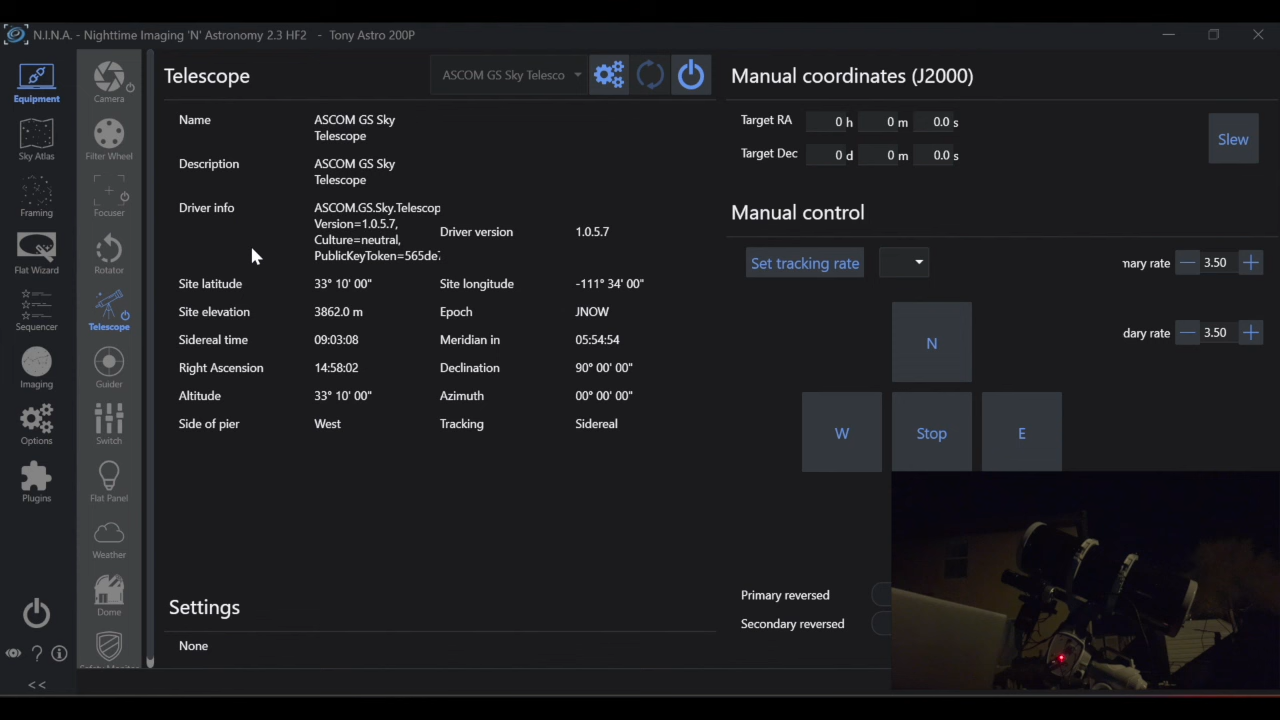 N.I.N.A. - Nighttime Imaging 'N' Astronomy 2.3 HF2 - Tony Astro 200P
Equipment
Sky Atlas
Framing
Flat Wizard
Sequencer
Imaging
Options
Plugins
<<
Camera
Filter Wheel
Focuser
Rotator
Telescope
Guider
Switch
Flat Panel
Weather
Dome
Telescope
ASCOM GS Sky Telesco
Name
ASCOM GS Sky
Telescope
Description
ASCOM GS Sky
Telescope
Driver info
ASCOM.GS.Sky.Telescop
Version=1.0.5.7,
Culture=neutral,
PublicKeyToken=565de7
Driver version 1.0.5.7
Site latitude 33° 10' 00" Site longitude -111° 34' 00"
Site elevation 3862.0 m Epoch JNOW
Sidereal time 09:03:08 Meridian in 05:54:54
Right Ascension 14:58:02 Declination 90° 00' 00"
Altitude 33° 10' 00" Azimuth 00° 00' 00"
Side of pier West Tracking Sidereal
Settings
None
Manual coordinates (J2000)
Target RA 0 h 0 m 0.0 s
Target Dec 0 d 0 m 0.0 s
Slew
Manual control
Set tracking rate
nary rate — 3.50 +
dary rate — 3.50 +
N
W Stop E
Primary reversed
Secondary reversed